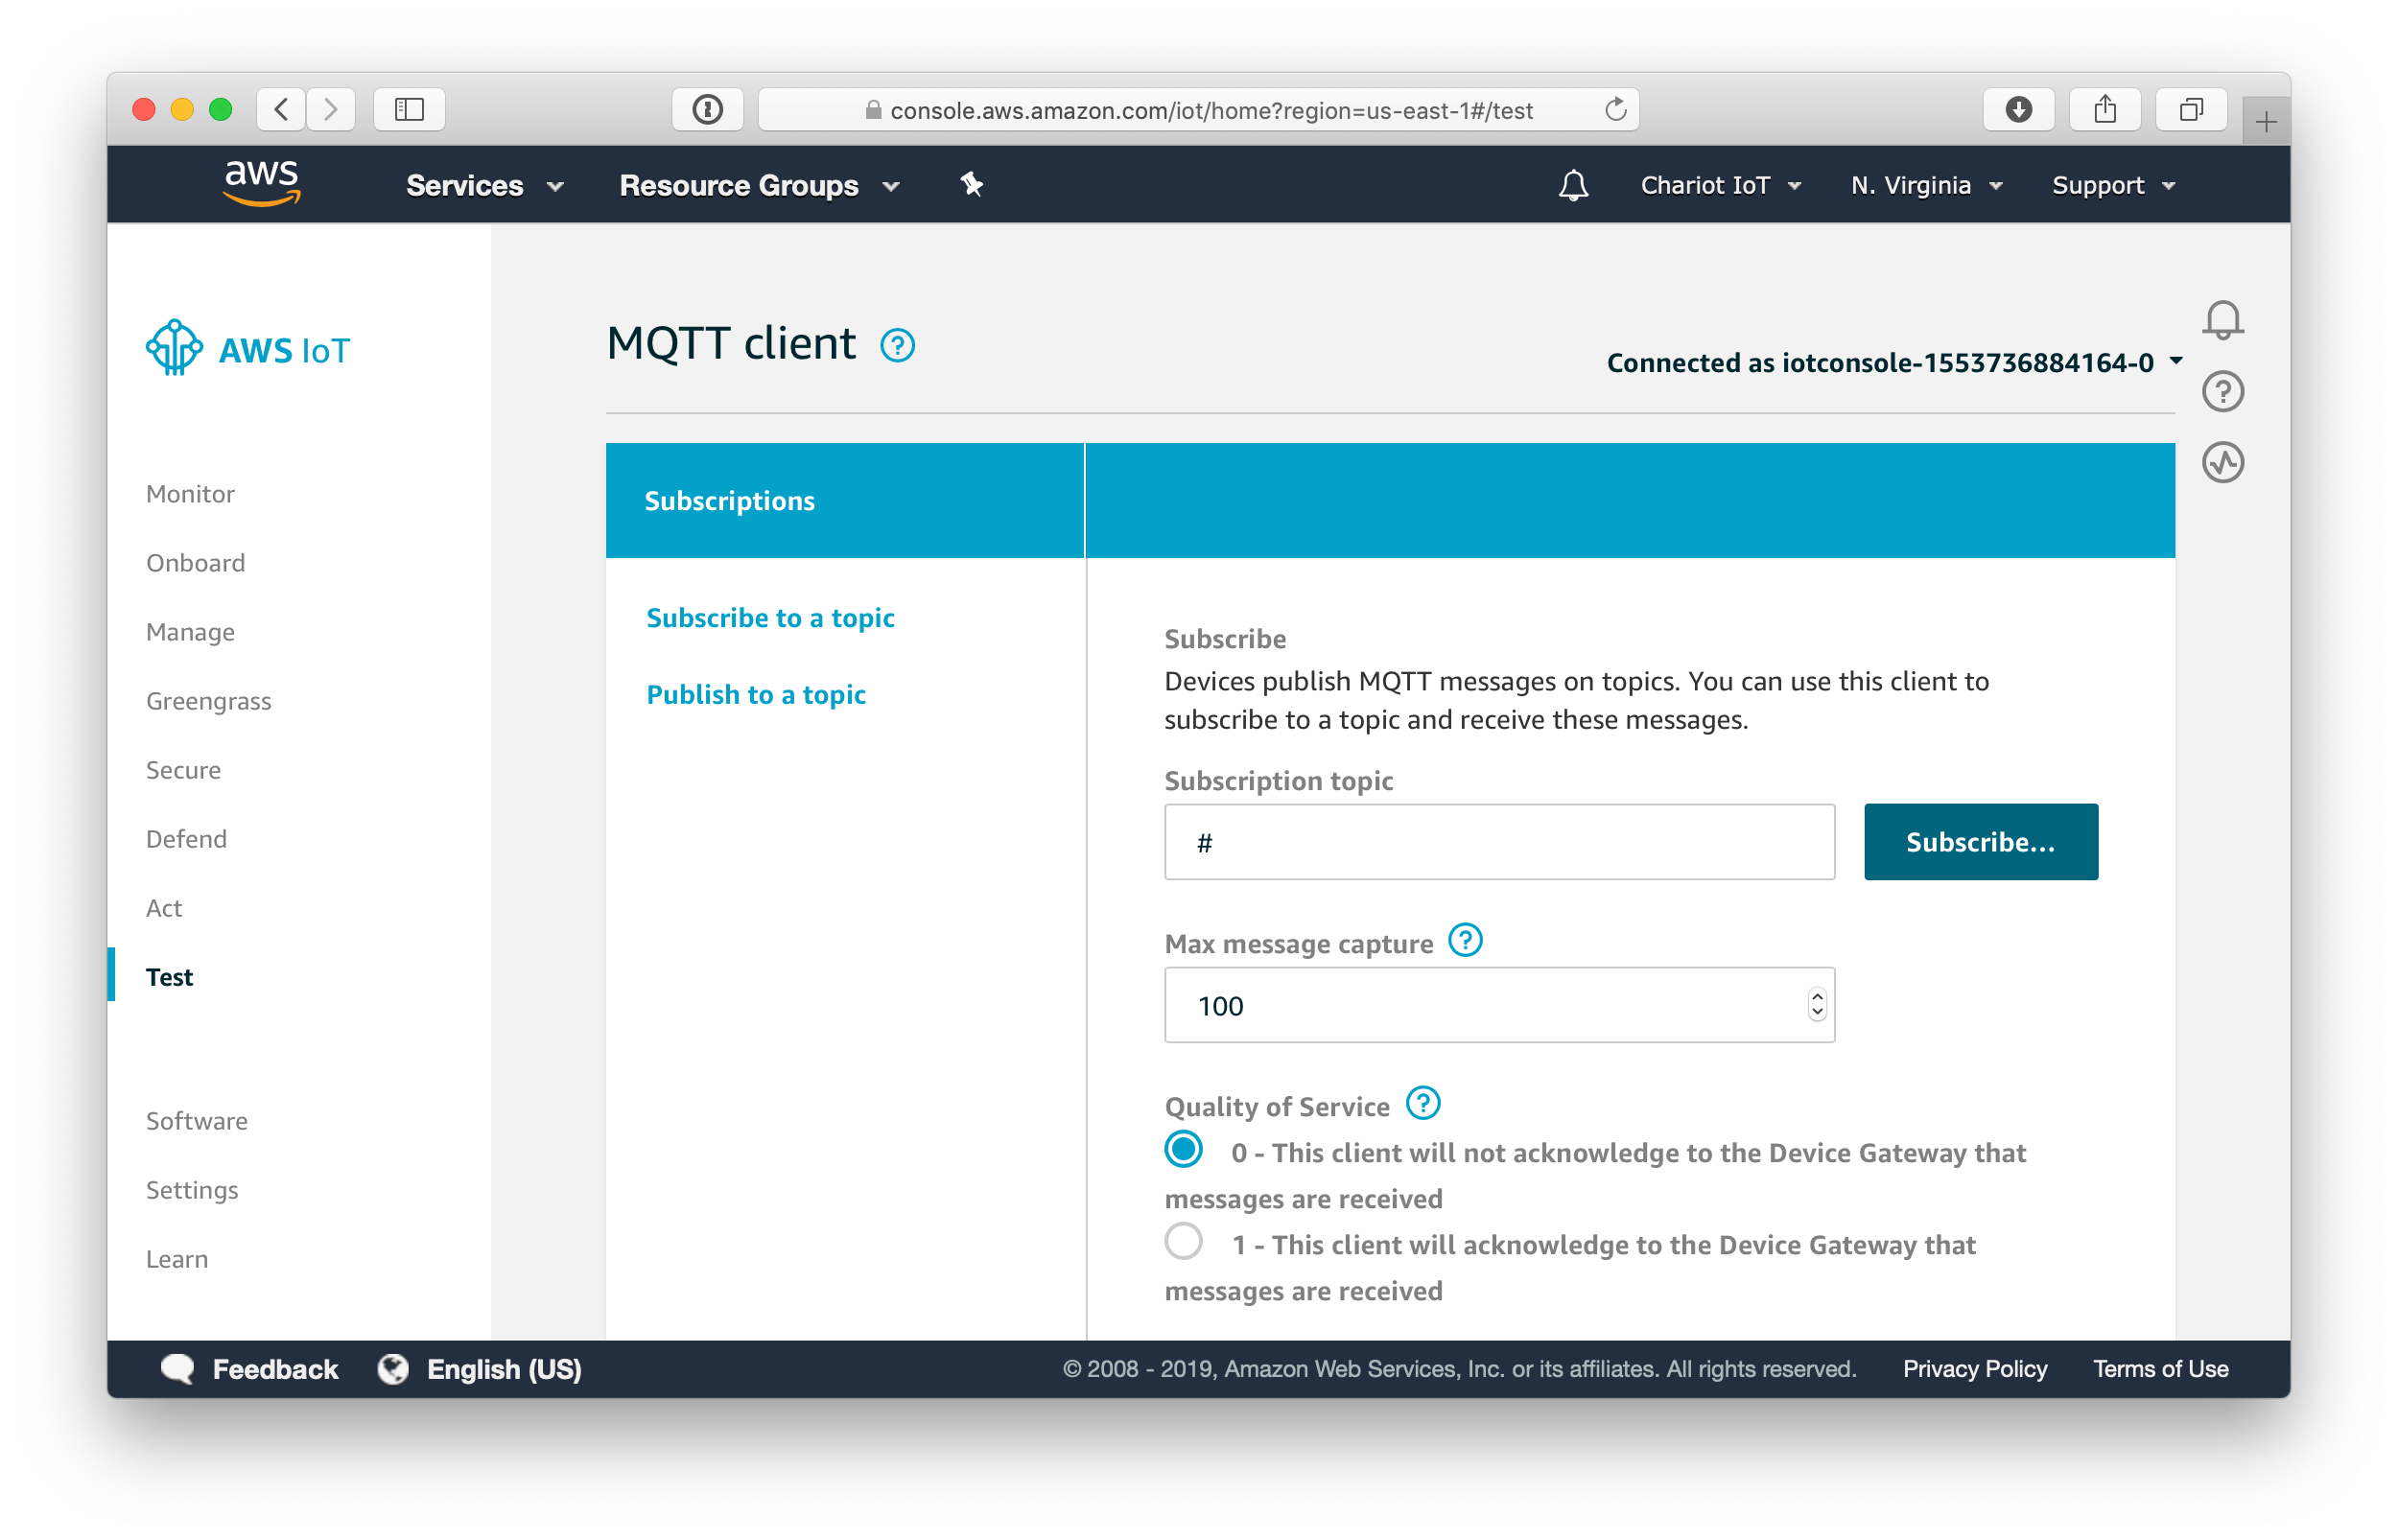 console.aws.amazon.com/iot/home?region=us-east-1#/test
aws
Services
Resource Groups
Chariot IoT
N. Virginia
Support
AWS IoT
MQTT client ?
Connected as iotconsole-1553736884164-0
Monitor
Onboard
Manage
Greengrass
Secure
Defend
Act
Test
Software
Settings
Learn
Subscriptions
Subscribe to a topic
Publish to a topic
Subscribe
Devices publish MQTT messages on topics. You can use this client to
subscribe to a topic and receive these messages.
Subscription topic
#
Subscribe...
Max message capture ?
100
Quality of Service ?
0 - This client will not acknowledge to the Device Gateway that
messages are received
1 - This client will acknowledge to the Device Gateway that
messages are received
?
Feedback
English (US)
© 2008 - 2019, Amazon Web Services, Inc. or its affiliates. All rights reserved.
Privacy Policy
Terms of Use